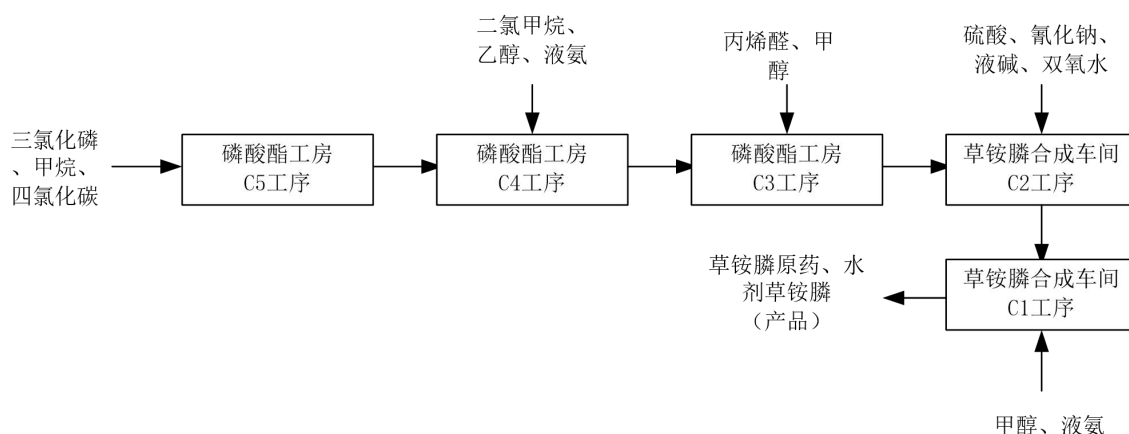 三氯化磷
、甲烷、
四氯化碳
磷酸酯工房
C5工序
二氯甲烷、
乙醇、液氨
磷酸酯工房
C4工序
丙烯醛、甲
醇
磷酸酯工房
C3工序
硫酸、氰化钠、
液碱、双氧水
草铵膦合成车间
C2工序
草铵膦合成车间
C1工序
草铵膦原药、水
剂草铵膦
（产品）
甲醇、液氨